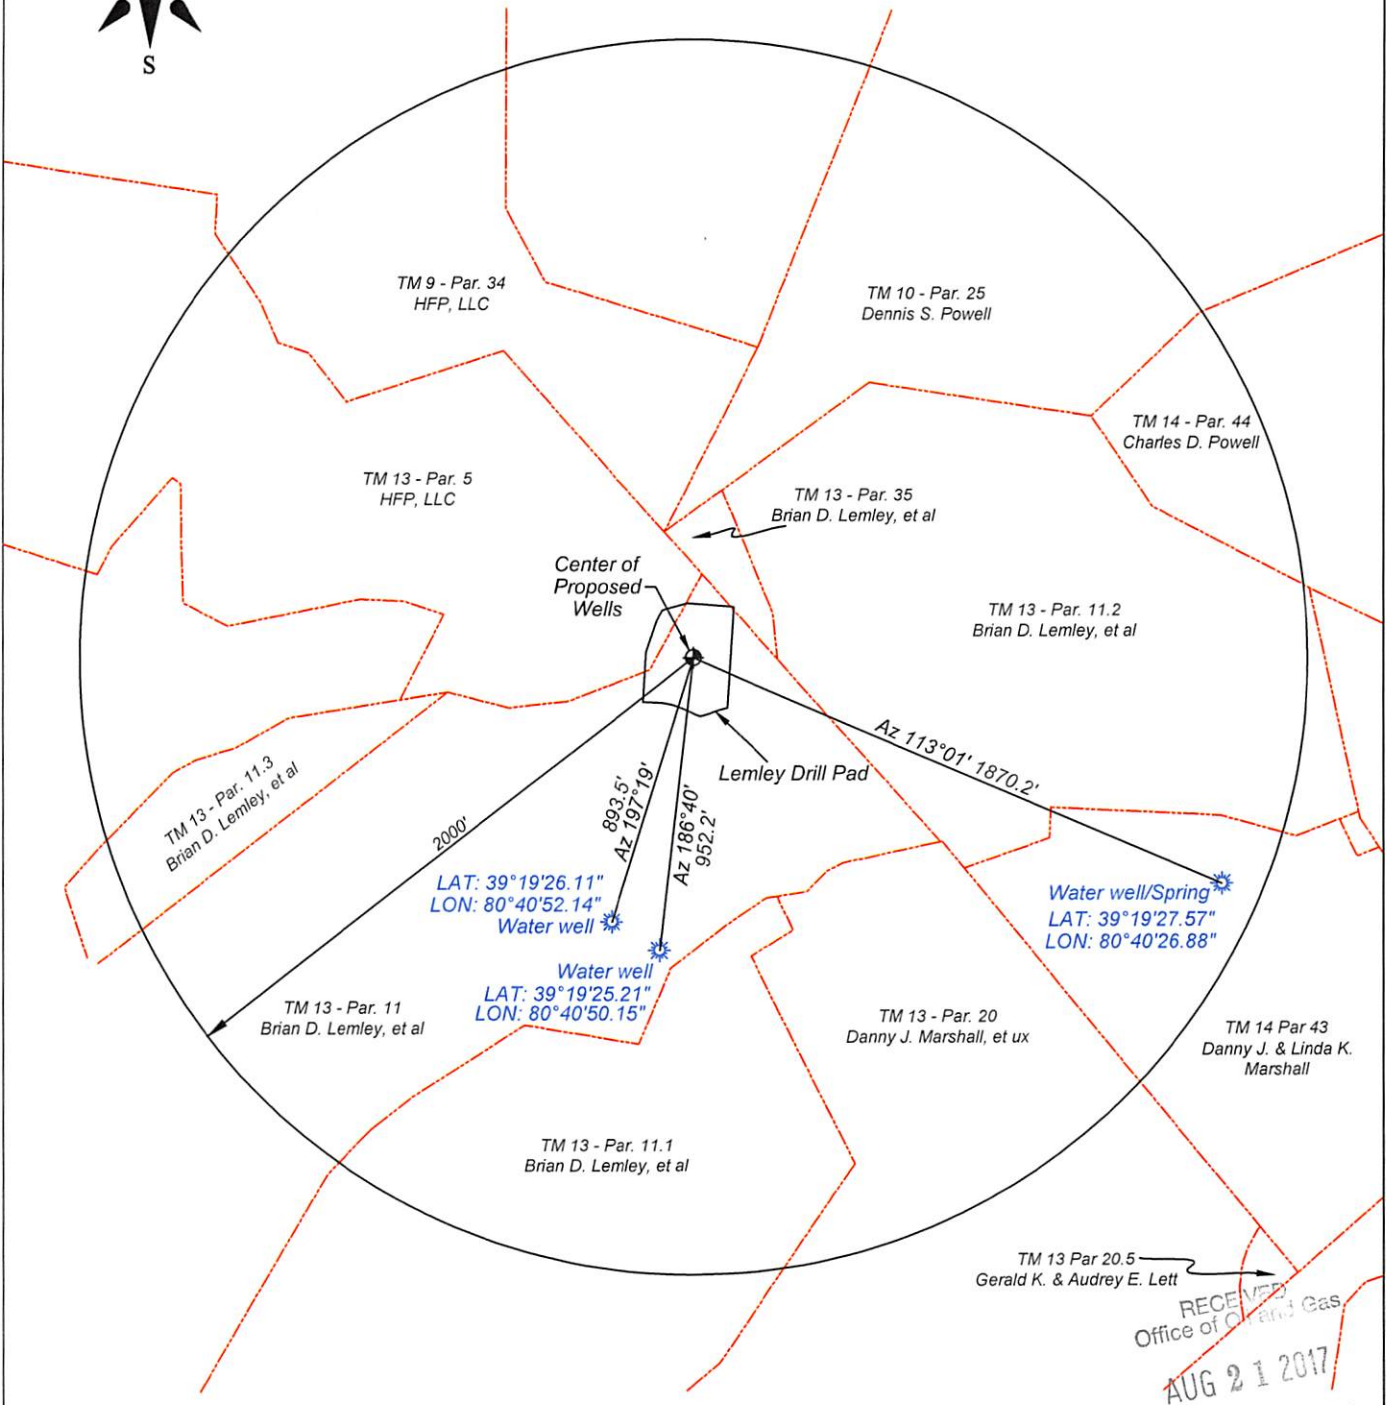 S
TM 9 - Par. 34
HFP, LLC
TM 10 - Par. 25
Dennis S. Powell
TM 14 - Par. 44
Charles D. Powell
TM 13 - Par. 5
HFP, LLC
TM 13 - Par. 35
Brian D. Lemley, et al
Center of
Proposed
Wells
TM 13 - Par. 11.2
Brian D. Lemley, et al
Az 113°01' 1870.2'
Lemley Drill Pad
TM 13 - Par. 11.3
Brian D. Lemley, et al
2000'
893.5'
Az 197°19'
Az 186°40'
952.2'
LAT: 39°19'26.11"
LON: 80°40'52.14"
Water well
Water well/Spring
LAT: 39°19'27.57"
LON: 80°40'26.88"
Water well
LAT: 39°19'25.21"
LON: 80°40'50.15"
TM 13 - Par. 11
Brian D. Lemley, et al
TM 13 - Par. 20
Danny J. Marshall, et ux
TM 14 Par 43
Danny J. & Linda K.
Marshall
TM 13 - Par. 11.1
Brian D. Lemley, et al
TM 13 Par 20.5
Gerald K. & Audrey E. Lett
RECEIVED
Office of Oil and Gas
AUG 21 2017